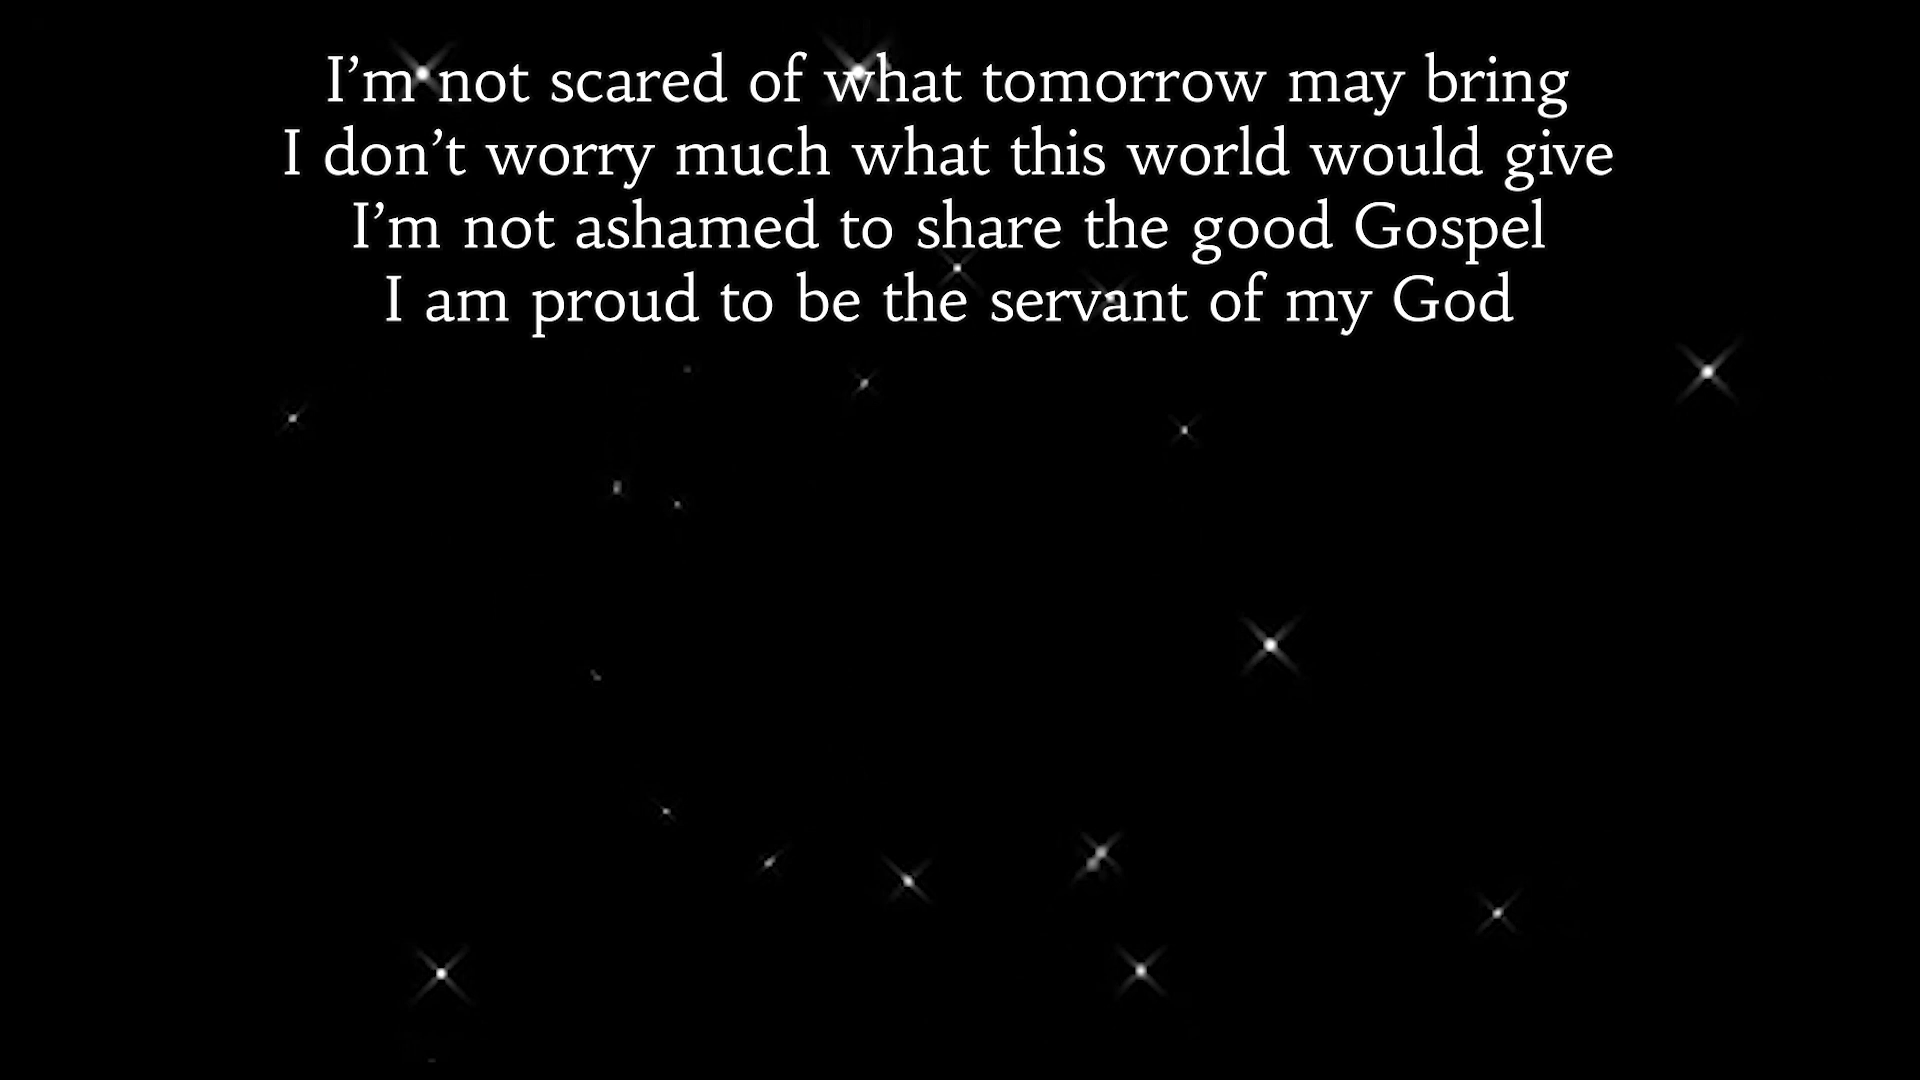 I’m not scared of what tomorrow may bring
I don’t worry much what this world would give
I’m not ashamed to share the good Gospel
I am proud to be the servant of my God